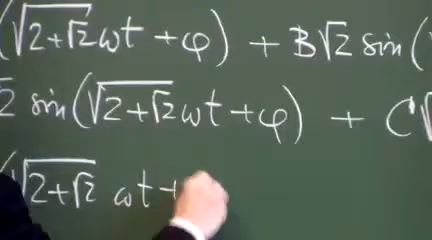 (√(2+√2) ωt + φ) + B√2 sin(
2 sin(√(2+√2) ωt + φ) + C√
(√(2+√2) ωt +